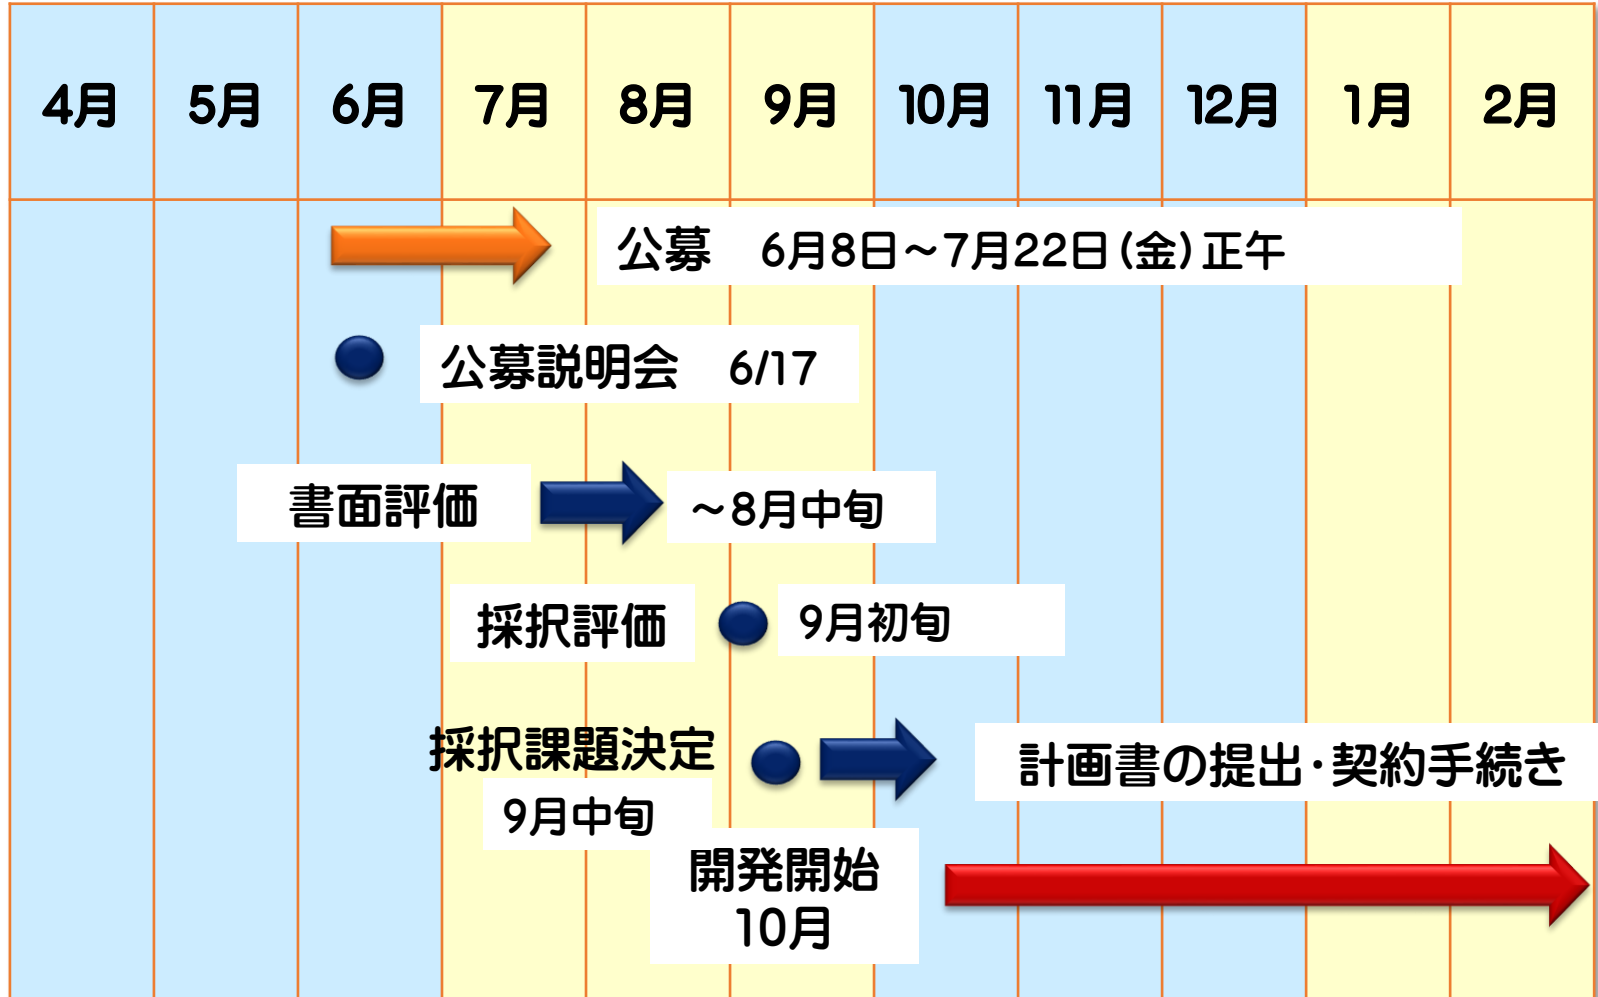 4月 5月 6月 7月 8月 9月 10月 11月 12月 1月 2月
公募 6月8日～7月22日(金)正午
公募説明会 6/17
書面評価 ～8月中旬
採択評価 9月初旬
採択課題決定 計画書の提出・契約手続き
9月中旬
開発開始
10月